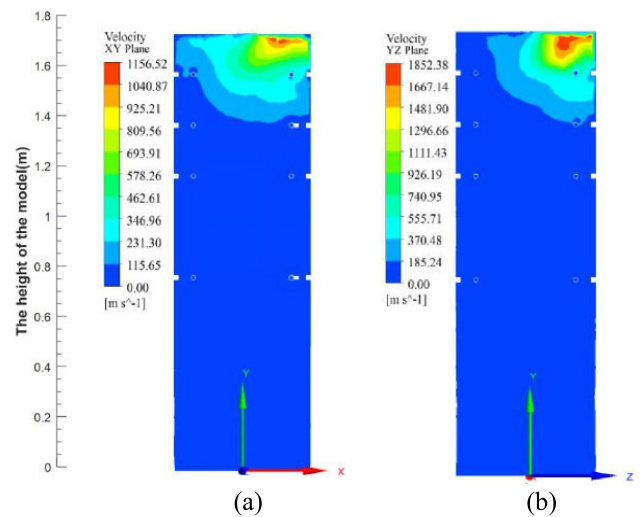 The height of the model(m)
1.8
1.6
1.4
1.2
1
0.8
0.6
0.4
0.2
0
Velocity
XY Plane
1156.52
1040.87
925.21
809.56
693.91
578.26
462.61
346.96
231.30
115.65
0.00
[m s^-1]
Y
X
(a)
Velocity
YZ Plane
1852.38
1667.14
1481.90
1296.66
1111.43
926.19
740.95
555.71
370.48
185.24
0.00
[m s^-1]
Y
Z
(b)